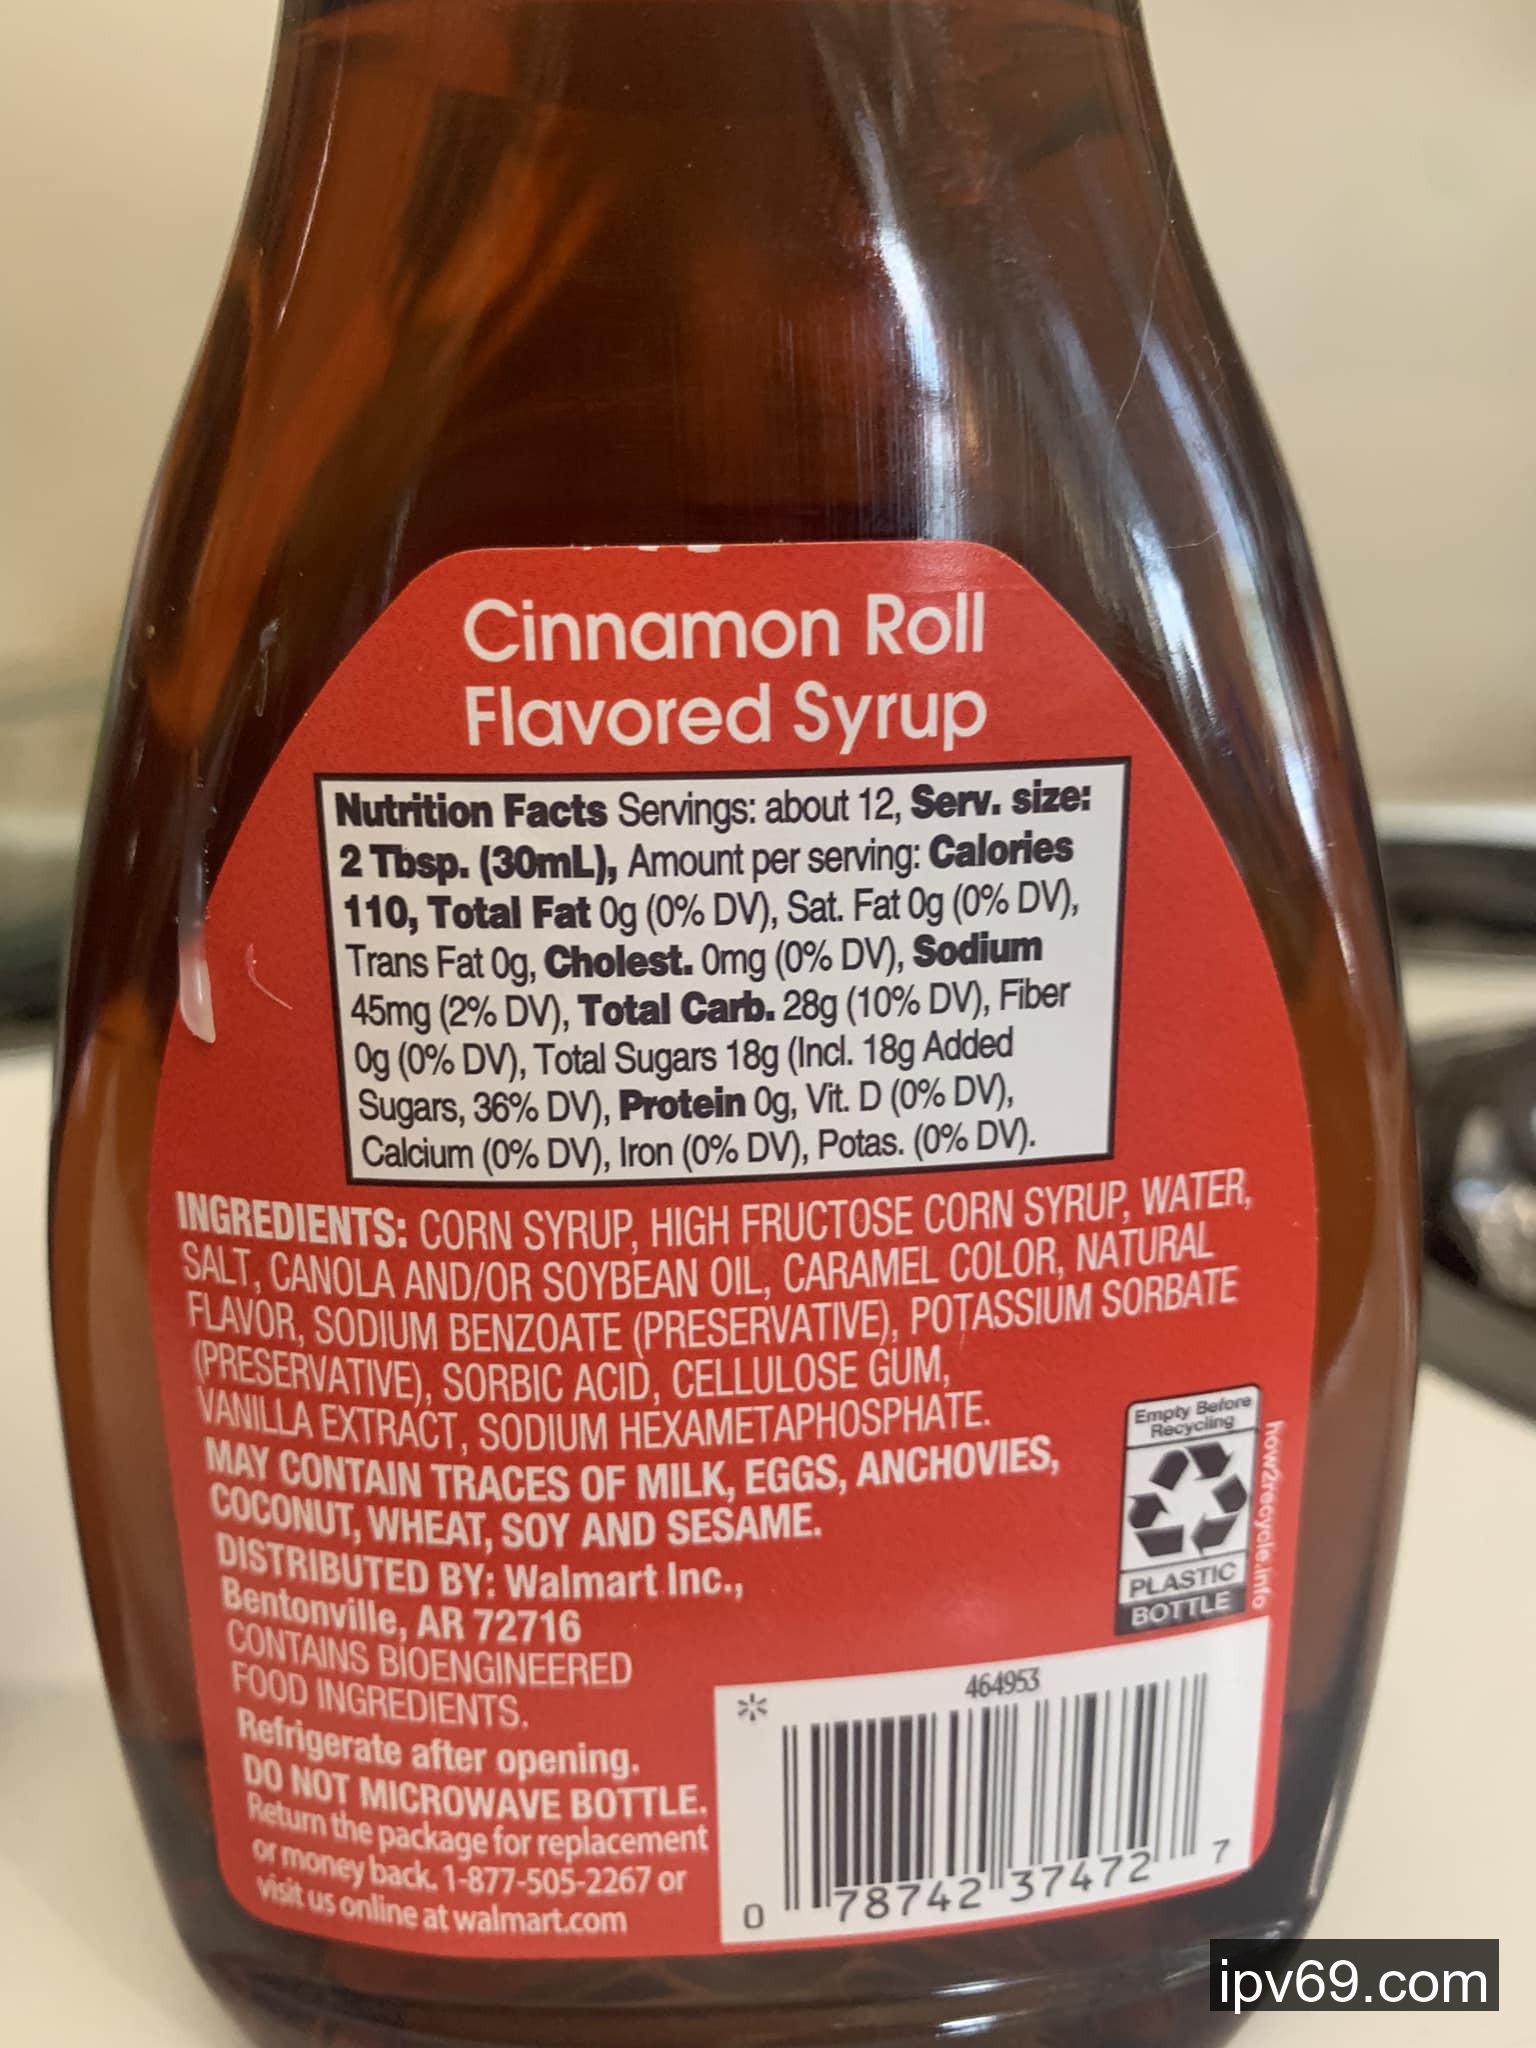 Cinnamon Roll
Flavored Syrup
Nutrition Facts Servings: about 12, Serv. size:
2 Tbsp. (30mL), Amount per serving: Calories
110, Total Fat 0g (0% DV), Sat. Fat 0g (0% DV),
Trans Fat 0g, Cholest. 0mg (0% DV), Sodium
45mg (2% DV), Total Carb. 28g (10% DV), Fiber
0g (0% DV), Total Sugars 18g (Incl. 18g Added
Sugars, 36% DV), Protein 0g, Vit. D (0% DV),
Calcium (0% DV), Iron (0% DV), Potas. (0% DV).
INGREDIENTS: CORN SYRUP, HIGH FRUCTOSE CORN SYRUP, WATER,
SALT, CANOLA AND/OR SOYBEAN OIL, CARAMEL COLOR, NATURAL
FLAVOR, SODIUM BENZOATE (PRESERVATIVE), POTASSIUM SORBATE
(PRESERVATIVE), SORBIC ACID, CELLULOSE GUM,
VANILLA EXTRACT, SODIUM HEXAMETAPHOSPHATE.
MAY CONTAIN TRACES OF MILK, EGGS, ANCHOVIES,
COCONUT, WHEAT, SOY AND SESAME.
DISTRIBUTED BY: Walmart Inc.,
Bentonville, AR 72716
CONTAINS BIOENGINEERED
FOOD INGREDIENTS.
Refrigerate after opening.
DO NOT MICROWAVE BOTTLE.
Return the package for replacement
or money back. 1-877-505-2267 or
visit us online at walmart.com
Empty Before
Recycling
PLASTIC
BOTTLE
how2recycle.info
464953
0 78742 37472 7
ipv69.com